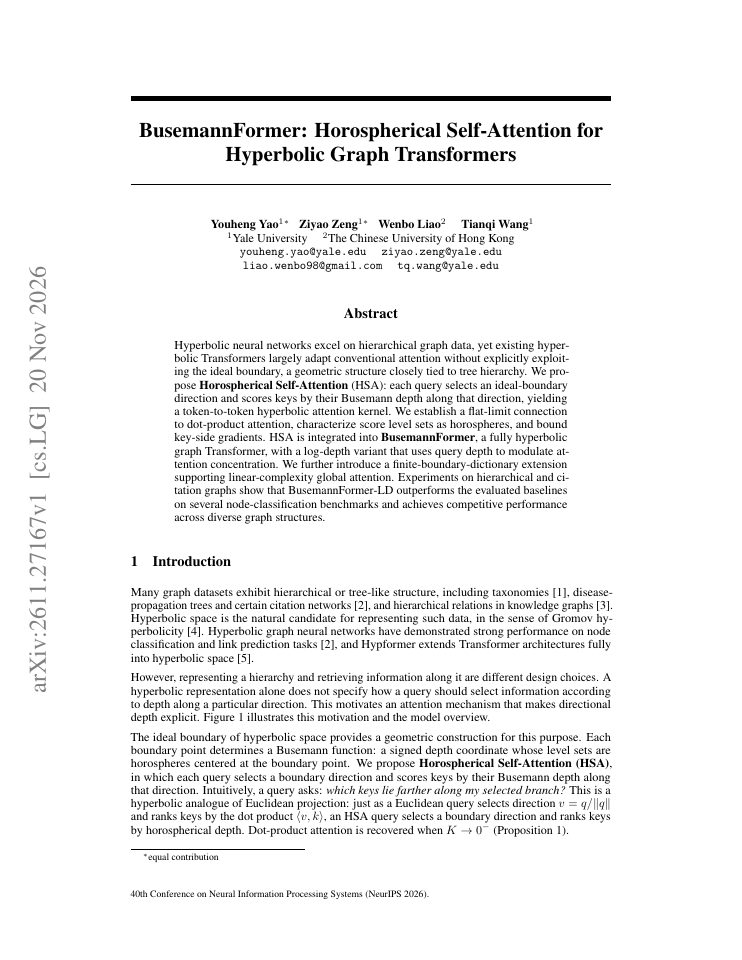 BusemannFormer: Horospherical Self-Attention for
Hyperbolic Graph Transformers
Youheng Yao1∗ Ziyao Zeng1∗ Wenbo Liao2 Tianqi Wang1
1Yale University 2The Chinese University of Hong Kong
youheng.yao@yale.edu ziyao.zeng@yale.edu
liao.wenbo98@gmail.com tq.wang@yale.edu
Abstract
Hyperbolic neural networks excel on hierarchical graph data, yet existing hyper-
bolic Transformers largely adapt conventional attention without explicitly exploit-
ing the ideal boundary, a geometric structure closely tied to tree hierarchy. We pro-
pose Horospherical Self-Attention (HSA): each query selects an ideal-boundary
direction and scores keys by their Busemann depth along that direction, yielding
a token-to-token hyperbolic attention kernel. We establish a flat-limit connection
to dot-product attention, characterize score level sets as horospheres, and bound
key-side gradients. HSA is integrated into BusemannFormer, a fully hyperbolic
graph Transformer, with a log-depth variant that uses query depth to modulate at-
tention concentration. We further introduce a finite-boundary-dictionary extension
supporting linear-complexity global attention. Experiments on hierarchical and ci-
tation graphs show that BusemannFormer-LD outperforms the evaluated baselines
on several node-classification benchmarks and achieves competitive performance
across diverse graph structures.
1 Introduction
Many graph datasets exhibit hierarchical or tree-like structure, including taxonomies [1], disease-
propagation trees and certain citation networks [2], and hierarchical relations in knowledge graphs [3].
Hyperbolic space is the natural candidate for representing such data, in the sense of Gromov hy-
perbolicity [4]. Hyperbolic graph neural networks have demonstrated strong performance on node
classification and link prediction tasks [2], and Hypformer extends Transformer architectures fully
into hyperbolic space [5].
However, representing a hierarchy and retrieving information along it are different design choices. A
hyperbolic representation alone does not specify how a query should select information according
to depth along a particular direction. This motivates an attention mechanism that makes directional
depth explicit. Figure 1 illustrates this motivation and the model overview.
The ideal boundary of hyperbolic space provides a geometric construction for this purpose. Each
boundary point determines a Busemann function: a signed depth coordinate whose level sets are
horospheres centered at the boundary point. We propose Horospherical Self-Attention (HSA),
in which each query selects a boundary direction and scores keys by their Busemann depth along
that direction. Intuitively, a query asks: which keys lie farther along my selected branch? This is a
hyperbolic analogue of Euclidean projection: just as a Euclidean query selects direction v = q/∥q∥
and ranks keys by the dot product ⟨v, k⟩, an HSA query selects a boundary direction and ranks keys
by horospherical depth. Dot-product attention is recovered when K → 0− (Proposition 1).
∗equal contribution
40th Conference on Neural Information Processing Systems (NeurIPS 2026).
arXiv:2611.27167v1 [cs.LG] 20 Nov 2026